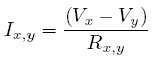 I_{x,y} = \frac{(V_x - V_y)}{R_{x,y}}